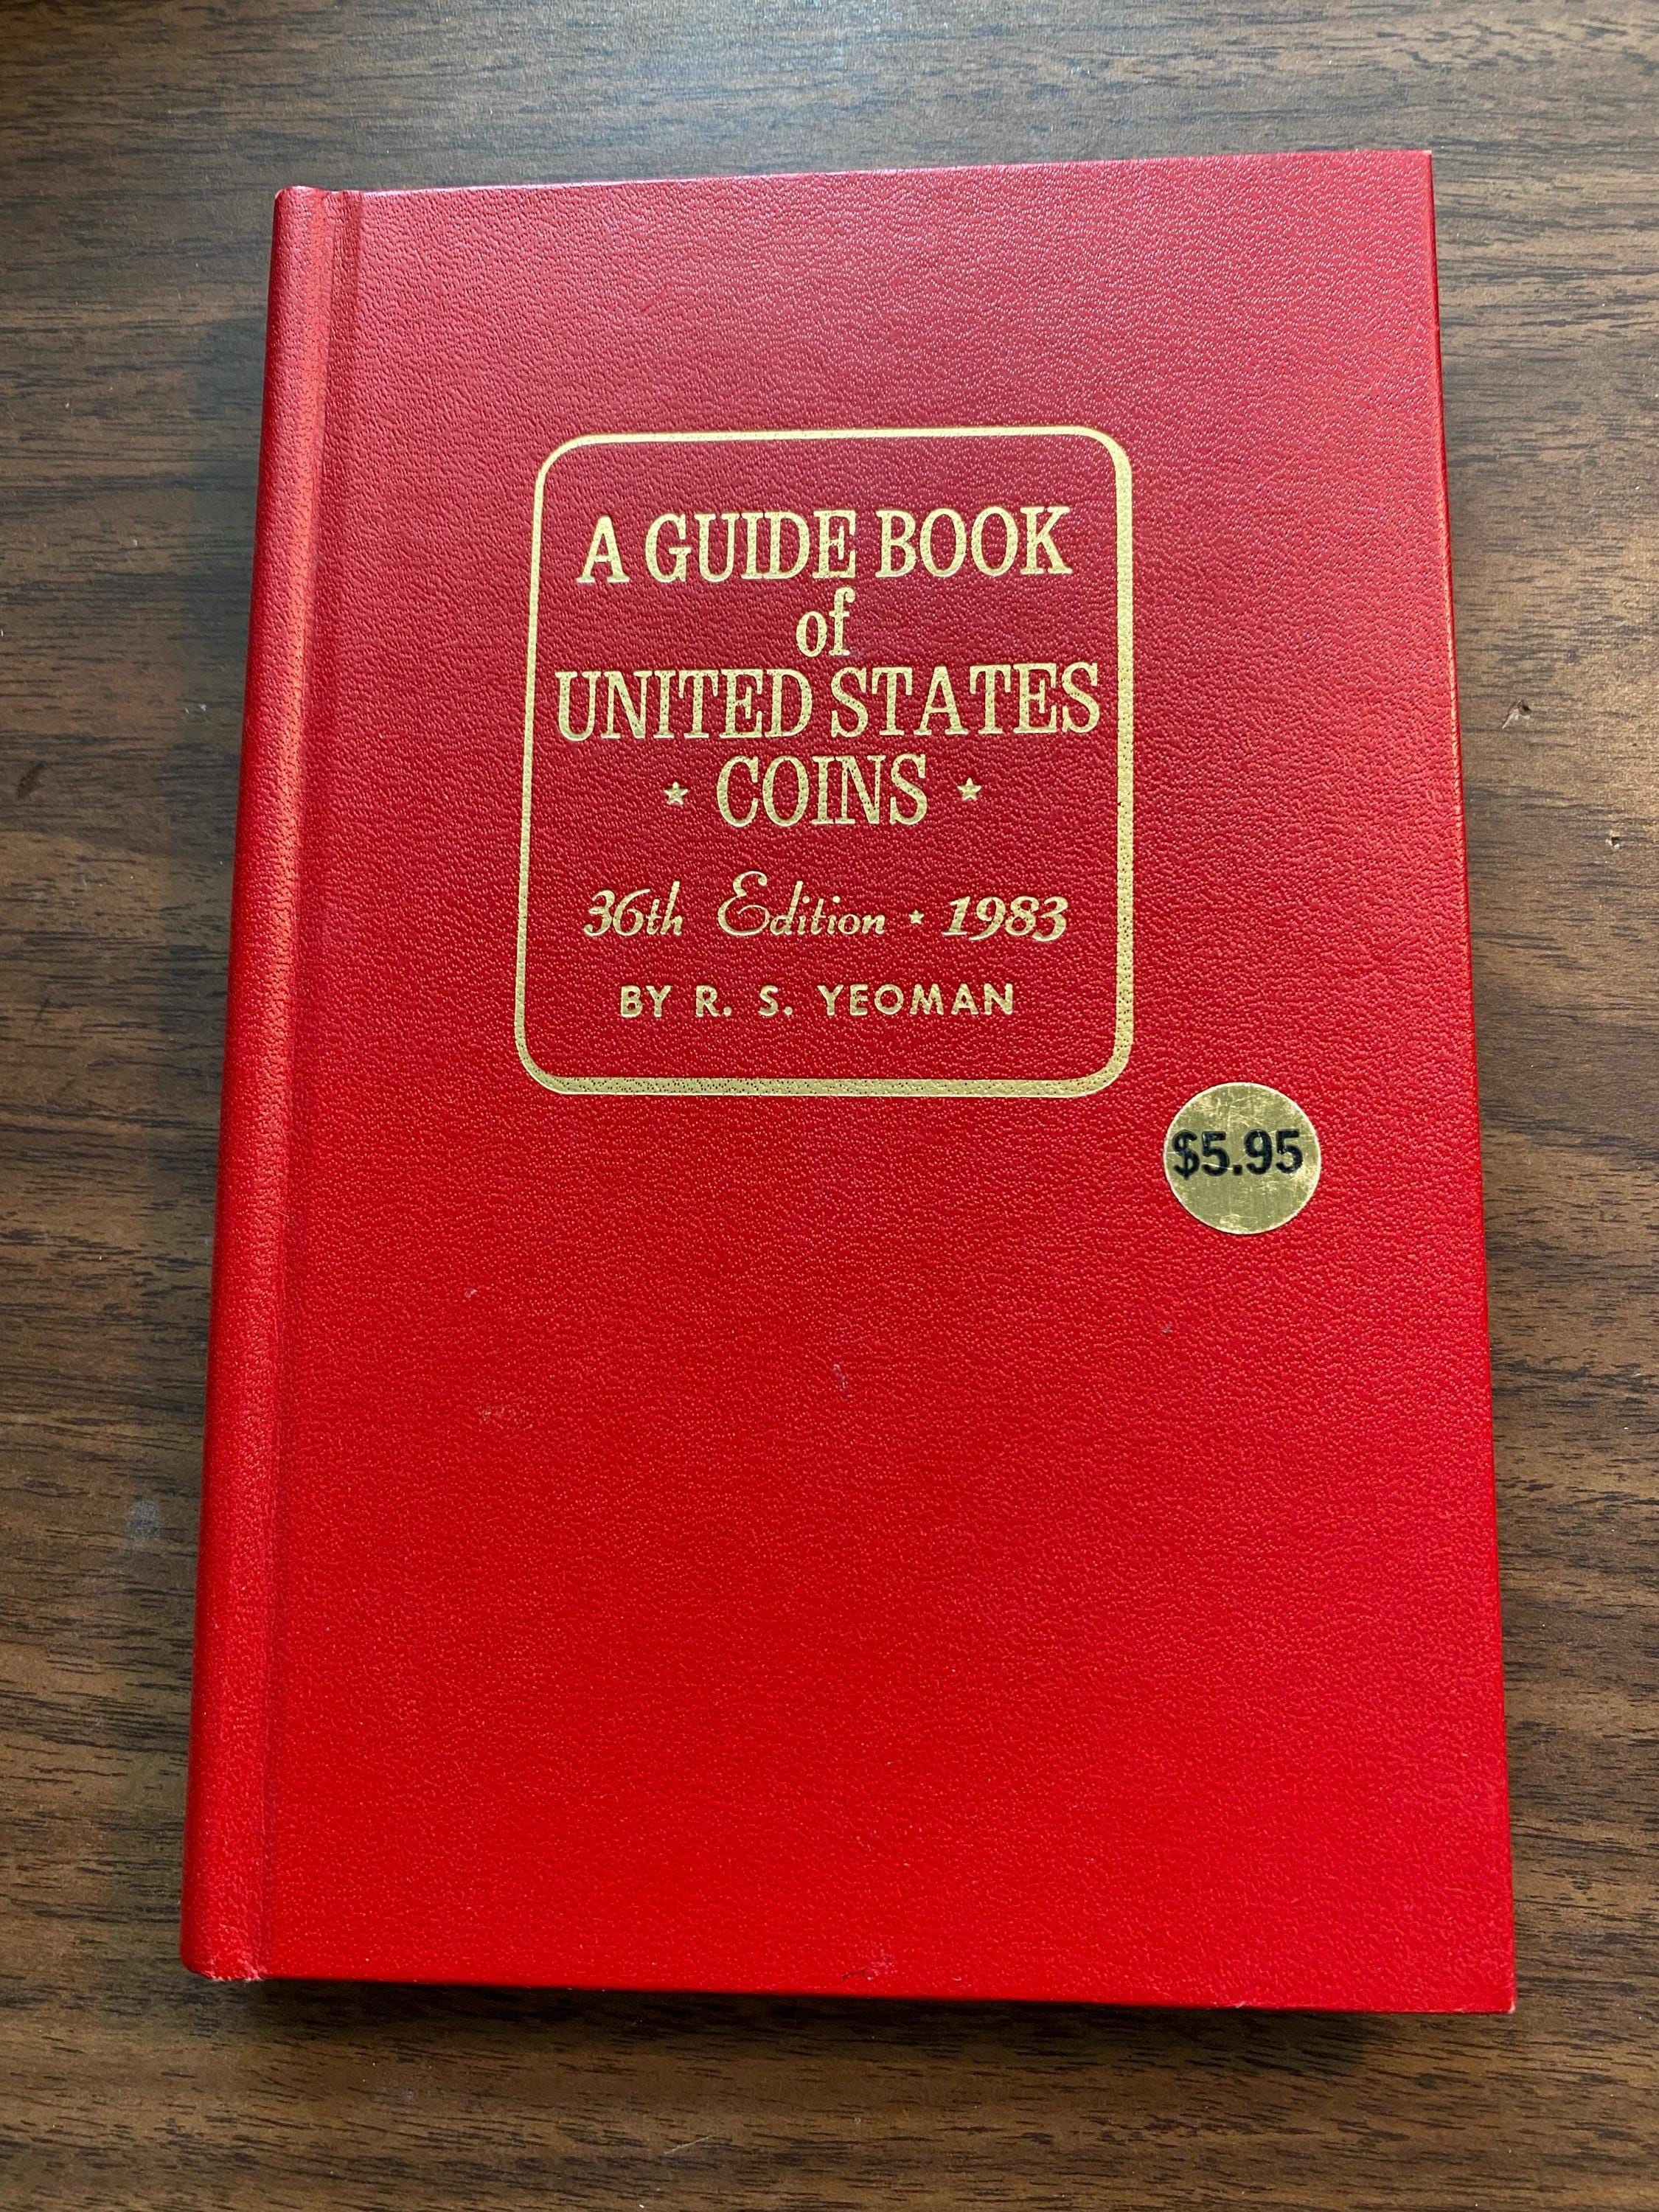 A GUIDE BOOK
of
UNITED STATES
★ COINS ★
36th Edition ★ 1983
BY R. S. YEOMAN
$5.95